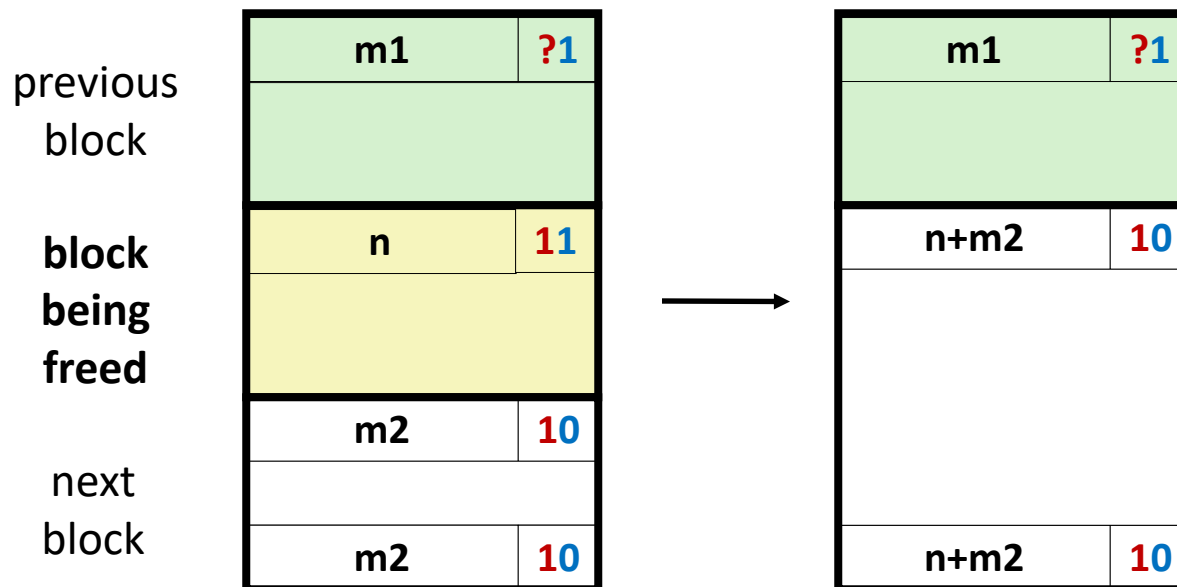 m1 ?1
previous
block
n 11
block
being
freed
m2 10
next
block
m2 10
m1 ?1
n+m2 10
n+m2 10